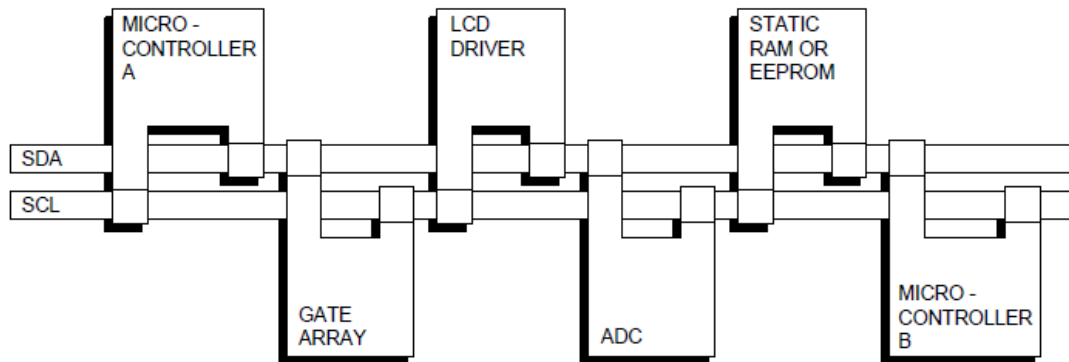 MICRO -
CONTROLLER
A
LCD
DRIVER
STATIC
RAM OR
EEPROM
SDA
SCL
GATE
ARRAY
ADC
MICRO -
CONTROLLER
B